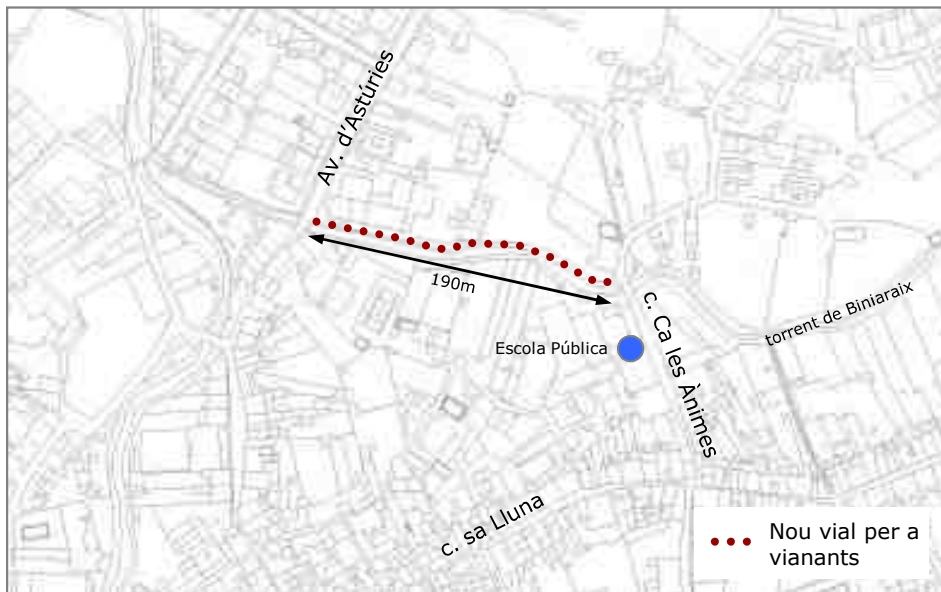 Av. d'Astúries
190m
c. Ca les Ànimes
torrent de Biniaraix
Escola Pública
c. sa Lluna
Nou vial per a
vianants